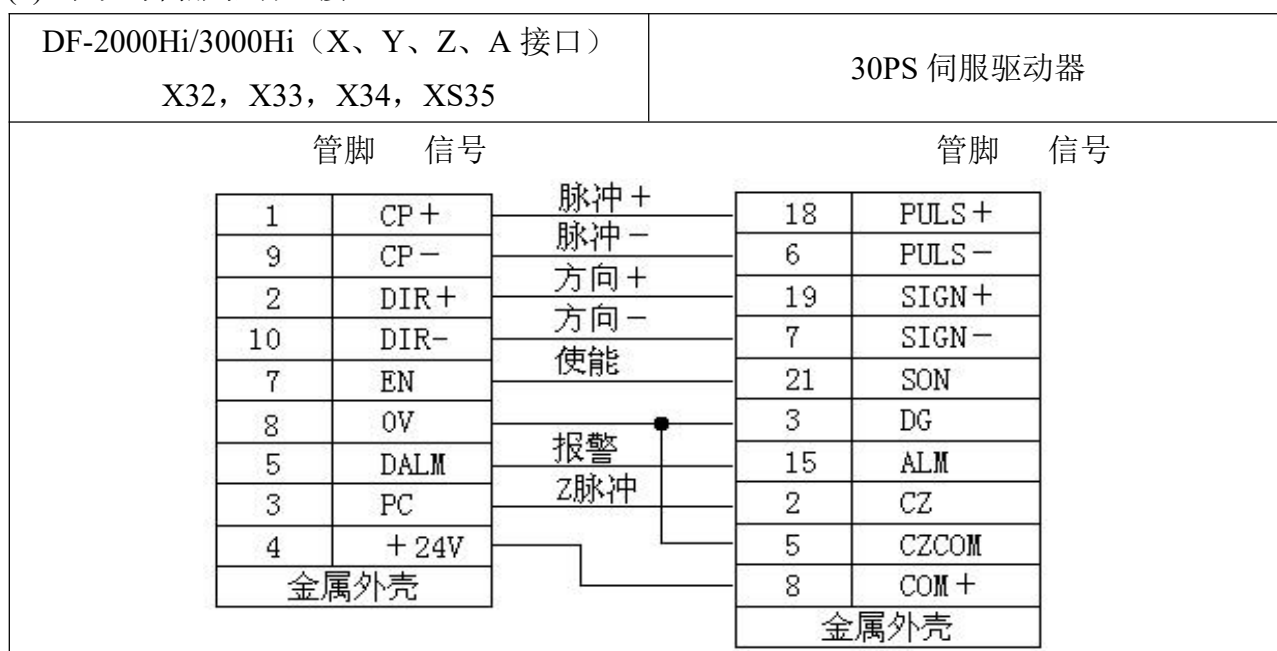 DF-2000Hi/3000Hi（X、Y、Z、A 接口）
X32，X33，X34，XS35
30PS 伺服驱动器
管脚 信号
管脚 信号
1 CP＋ 脉冲＋ 18 PULS＋
9 CP－ 脉冲－ 6 PULS－
2 DIR＋ 方向＋ 19 SIGN＋
10 DIR- 方向－ 7 SIGN－
7 EN 使能 21 SON
8 0V 3 DG
5 DALM 报警 15 ALM
3 PC Z脉冲 2 CZ
4 ＋24V 5 CZCOM
金属外壳 8 COM＋
金属外壳